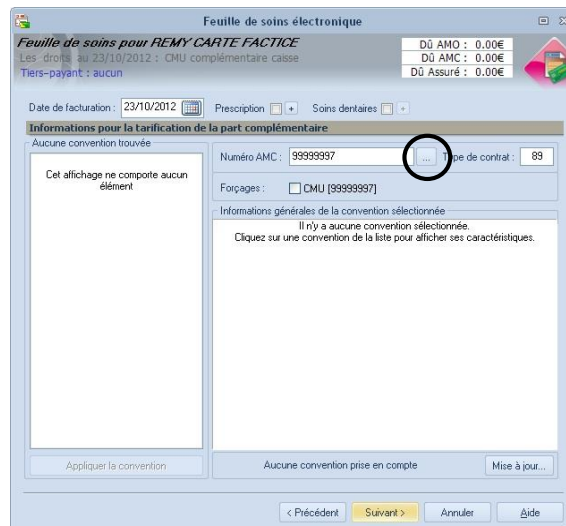 Feuille de soins électronique
Feuille de soins pour REMY CARTE FACTICE
Les droits au 23/10/2012 : CMU complémentaire caisse
Tiers-payant : aucun
Dû AMO : 0.00€
Dû AMC : 0.00€
Dû Assuré : 0.00€
Date de facturation : 23/10/2012 Prescription + Soins dentaires +
Informations pour la tarification de la part complémentaire
Aucune convention trouvée
Cet affichage ne comporte aucun
élément
Numéro AMC : 99999997 ... Type de contrat : 89
Forçages : CMU [99999997]
Informations générales de la convention sélectionnée
Il n'y a aucune convention sélectionnée.
Cliquez sur une convention de la liste pour afficher ses caractéristiques.
Appliquer la convention
Aucune convention prise en compte
Mise à jour...
< Précédent Suivant > Annuler Aide